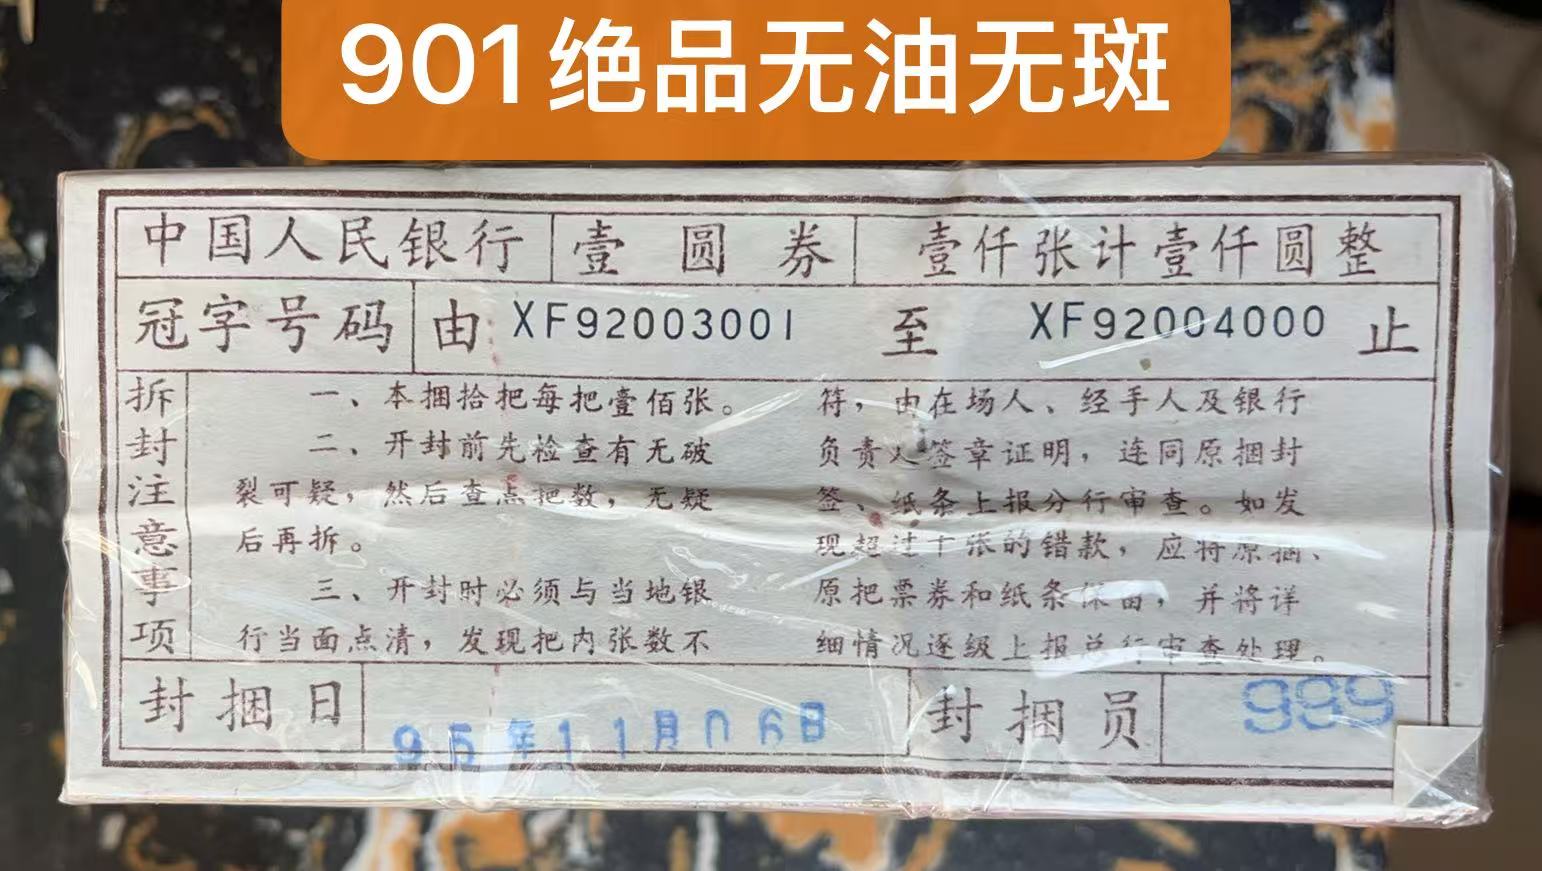 901绝品无油无斑
中国人民银行 壹圆券 壹仟张计壹仟圆整
冠字号码 由 XF92003001 至 XF92004000 止
拆封注意事项
一、本捆拾把每把壹佰张。
二、开封前先检查有无破
裂可疑，然后查点把数，无疑
后再拆。
三、开封时必须与当地银
行当面点清，发现把内张数不
符，由在场人、经手人及银行
负责人签章证明，连同原捆封
签、纸条上报分行审查。如发
现超过十张的错款，应将原捆、
原把票券和纸条保留，并将详
细情况逐级上报总行审查处理。
封捆日 95年11月06日 封捆员 989